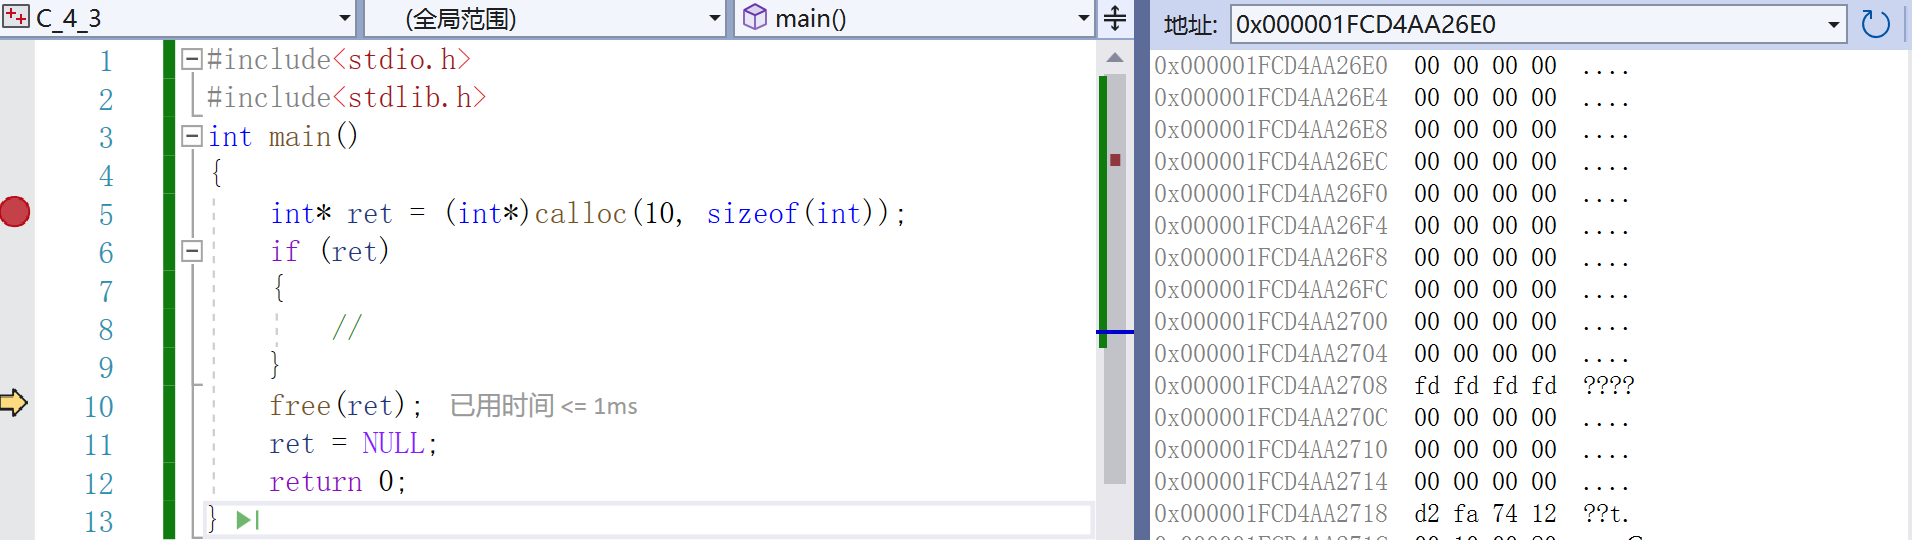 C_4_3 (全局范围) main()
1 #include<stdio.h>
2 #include<stdlib.h>
3 int main()
4 {
5 int* ret = (int*)calloc(10, sizeof(int));
6 if (ret)
7 {
8 //
9 }
10 free(ret); 已用时间 <= 1ms
11 ret = NULL;
12 return 0;
13 }
地址: 0x000001FCD4AA26E0
0x000001FCD4AA26E0 00 00 00 00 ....
0x000001FCD4AA26E4 00 00 00 00 ....
0x000001FCD4AA26E8 00 00 00 00 ....
0x000001FCD4AA26EC 00 00 00 00 ....
0x000001FCD4AA26F0 00 00 00 00 ....
0x000001FCD4AA26F4 00 00 00 00 ....
0x000001FCD4AA26F8 00 00 00 00 ....
0x000001FCD4AA26FC 00 00 00 00 ....
0x000001FCD4AA2700 00 00 00 00 ....
0x000001FCD4AA2704 00 00 00 00 ....
0x000001FCD4AA2708 fd fd fd fd ????
0x000001FCD4AA270C 00 00 00 00 ....
0x000001FCD4AA2710 00 00 00 00 ....
0x000001FCD4AA2714 00 00 00 00 ....
0x000001FCD4AA2718 d2 fa 74 12 ??t.